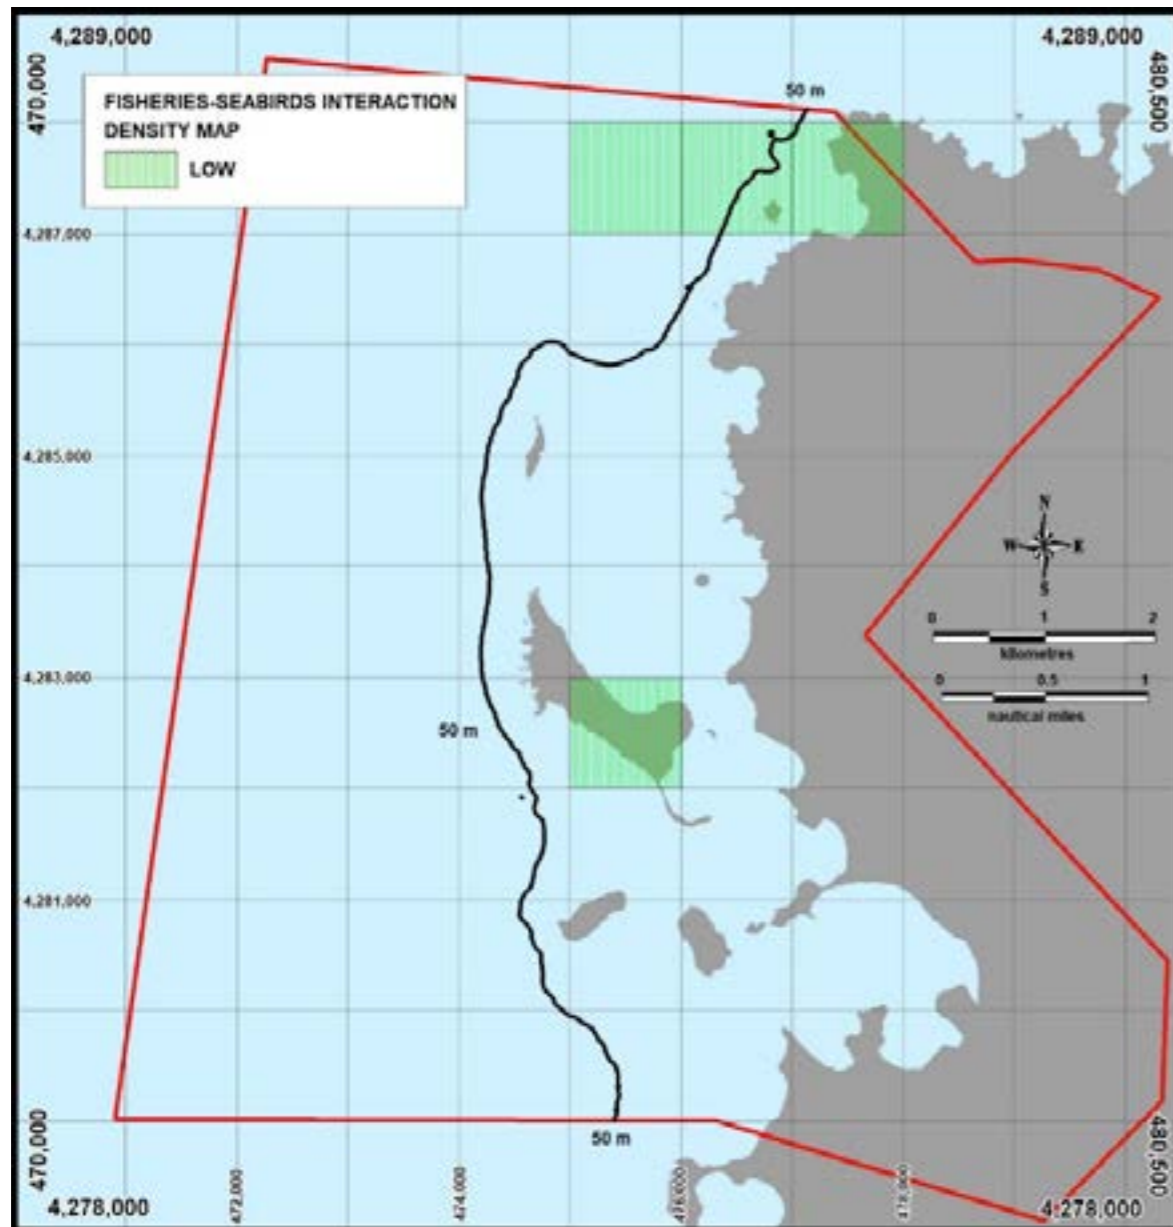 4,289,000
4,289,000
470,000
480,500
50 m
FISHERIES-SEABIRDS INTERACTION
DENSITY MAP
LOW
4,287,000
4,285,000
N
W E
S
0 1 2
kilometres
4,283,000
0 0.5 1
nautical miles
50 m
4,281,000
50 m
470,000
472,000
474,000
476,000
478,000
480,500
4,278,000
4,278,000